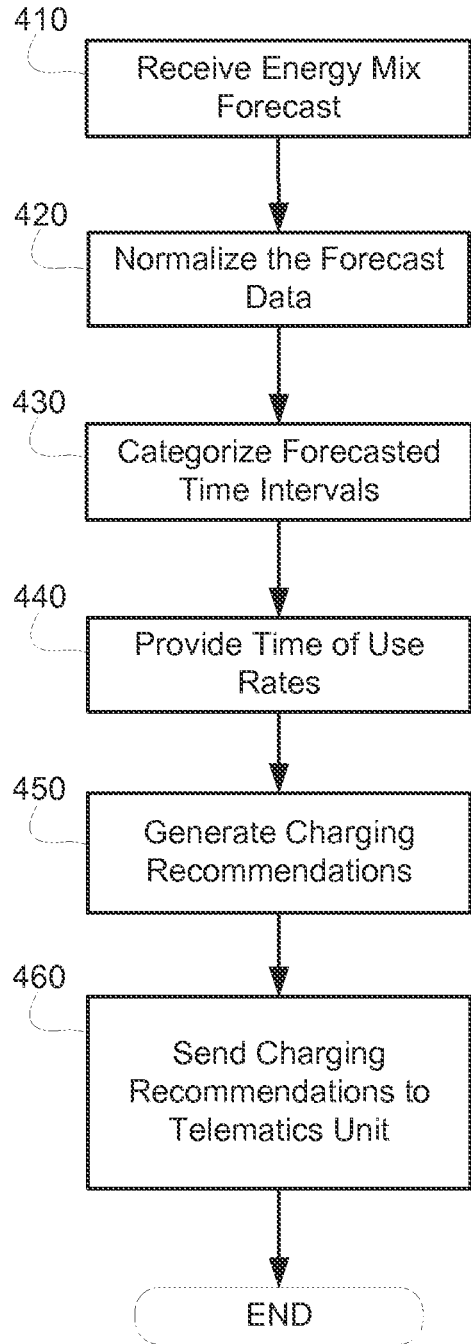 410
Receive Energy Mix
Forecast
420
Normalize the Forecast
Data
430
Categorize Forecasted
Time Intervals
440
Provide Time of Use
Rates
450
Generate Charging
Recommendations
460
Send Charging
Recommendations to
Telematics Unit
END